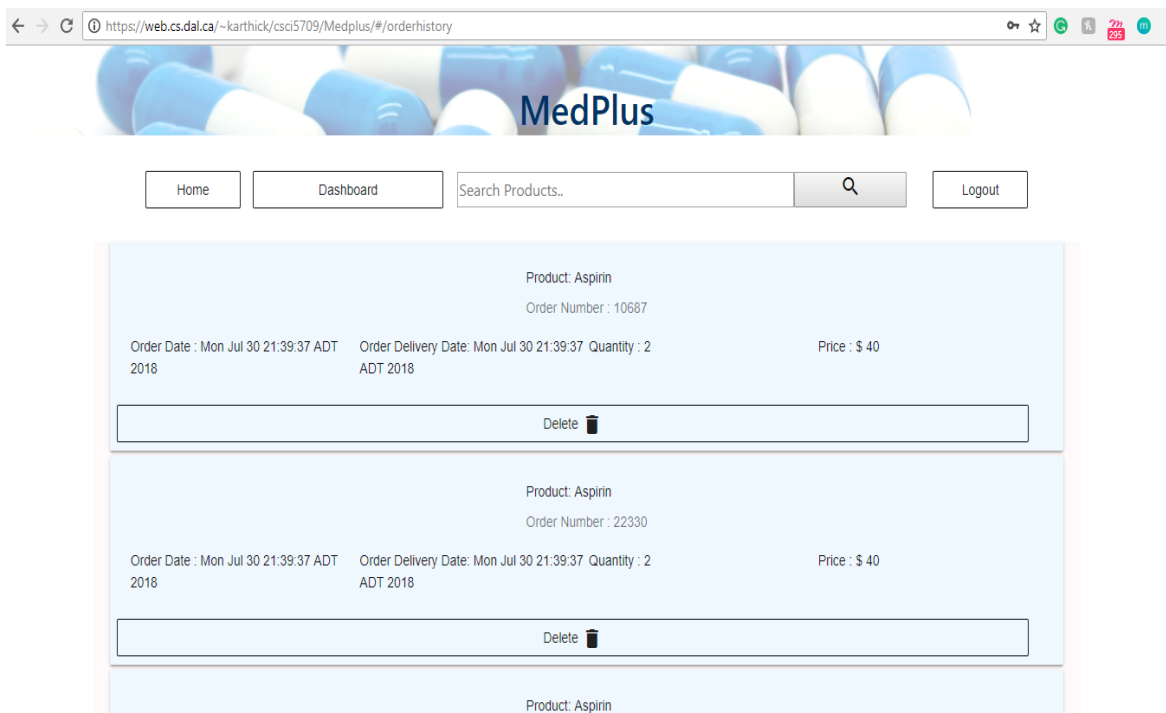 https://web.cs.dal.ca/~karthick/csci5709/Medplus/#/orderhistory
295
m
MedPlus
Home
Dashboard
Search Products..
Logout
Product: Aspirin
Order Number : 10687
Order Date : Mon Jul 30 21:39:37 ADT
2018
Order Delivery Date: Mon Jul 30 21:39:37
ADT 2018
Quantity : 2
Price : $ 40
Delete
Product: Aspirin
Order Number : 22330
Order Date : Mon Jul 30 21:39:37 ADT
2018
Order Delivery Date: Mon Jul 30 21:39:37
ADT 2018
Quantity : 2
Price : $ 40
Delete
Product: Aspirin